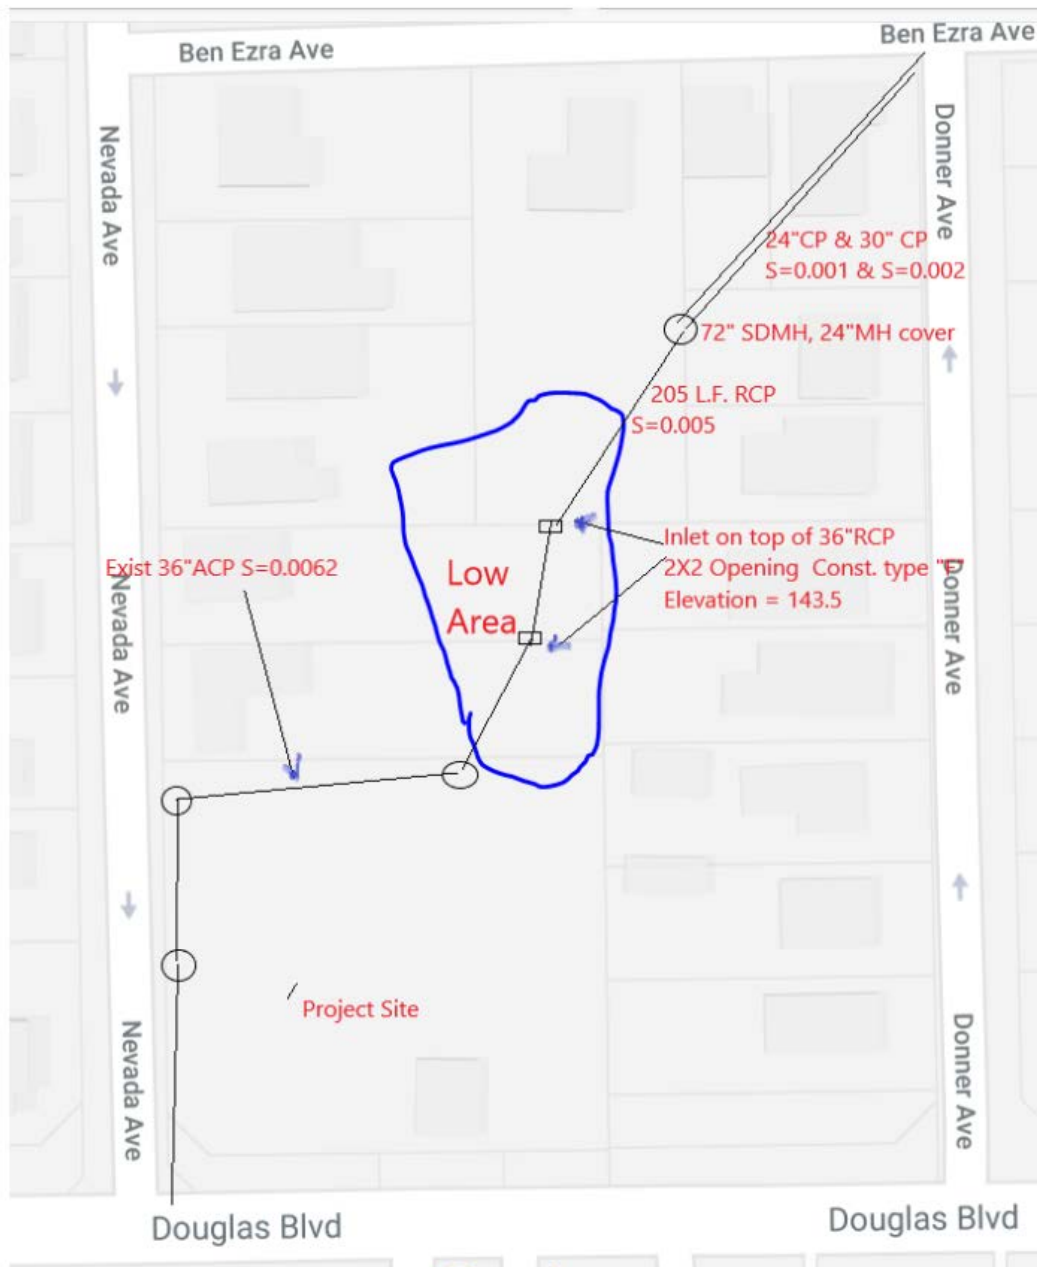 Ben Ezra Ave
Ben Ezra Ave
Nevada Ave
Donner Ave
24"CP & 30" CP
S=0.001 & S=0.002
72" SDMH, 24"MH cover
205 L.F. RCP
S=0.005
Inlet on top of 36"RCP
2X2 Opening Const. type "F"
Elevation = 143.5
Exist 36"ACP S=0.0062
Low
Area
Nevada Ave
Donner Ave
Project Site
Nevada Ave
Donner Ave
Douglas Blvd
Douglas Blvd